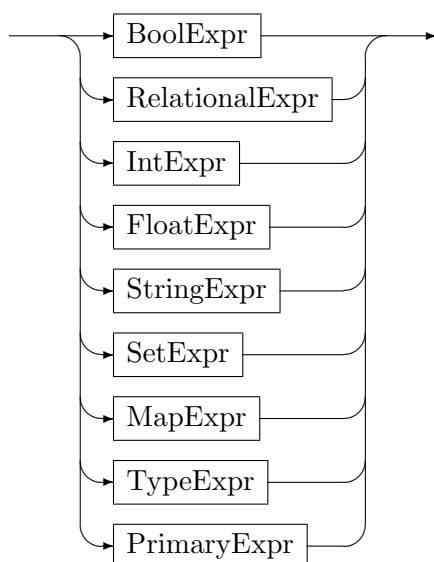 BoolExpr
RelationalExpr
IntExpr
FloatExpr
StringExpr
SetExpr
MapExpr
TypeExpr
PrimaryExpr